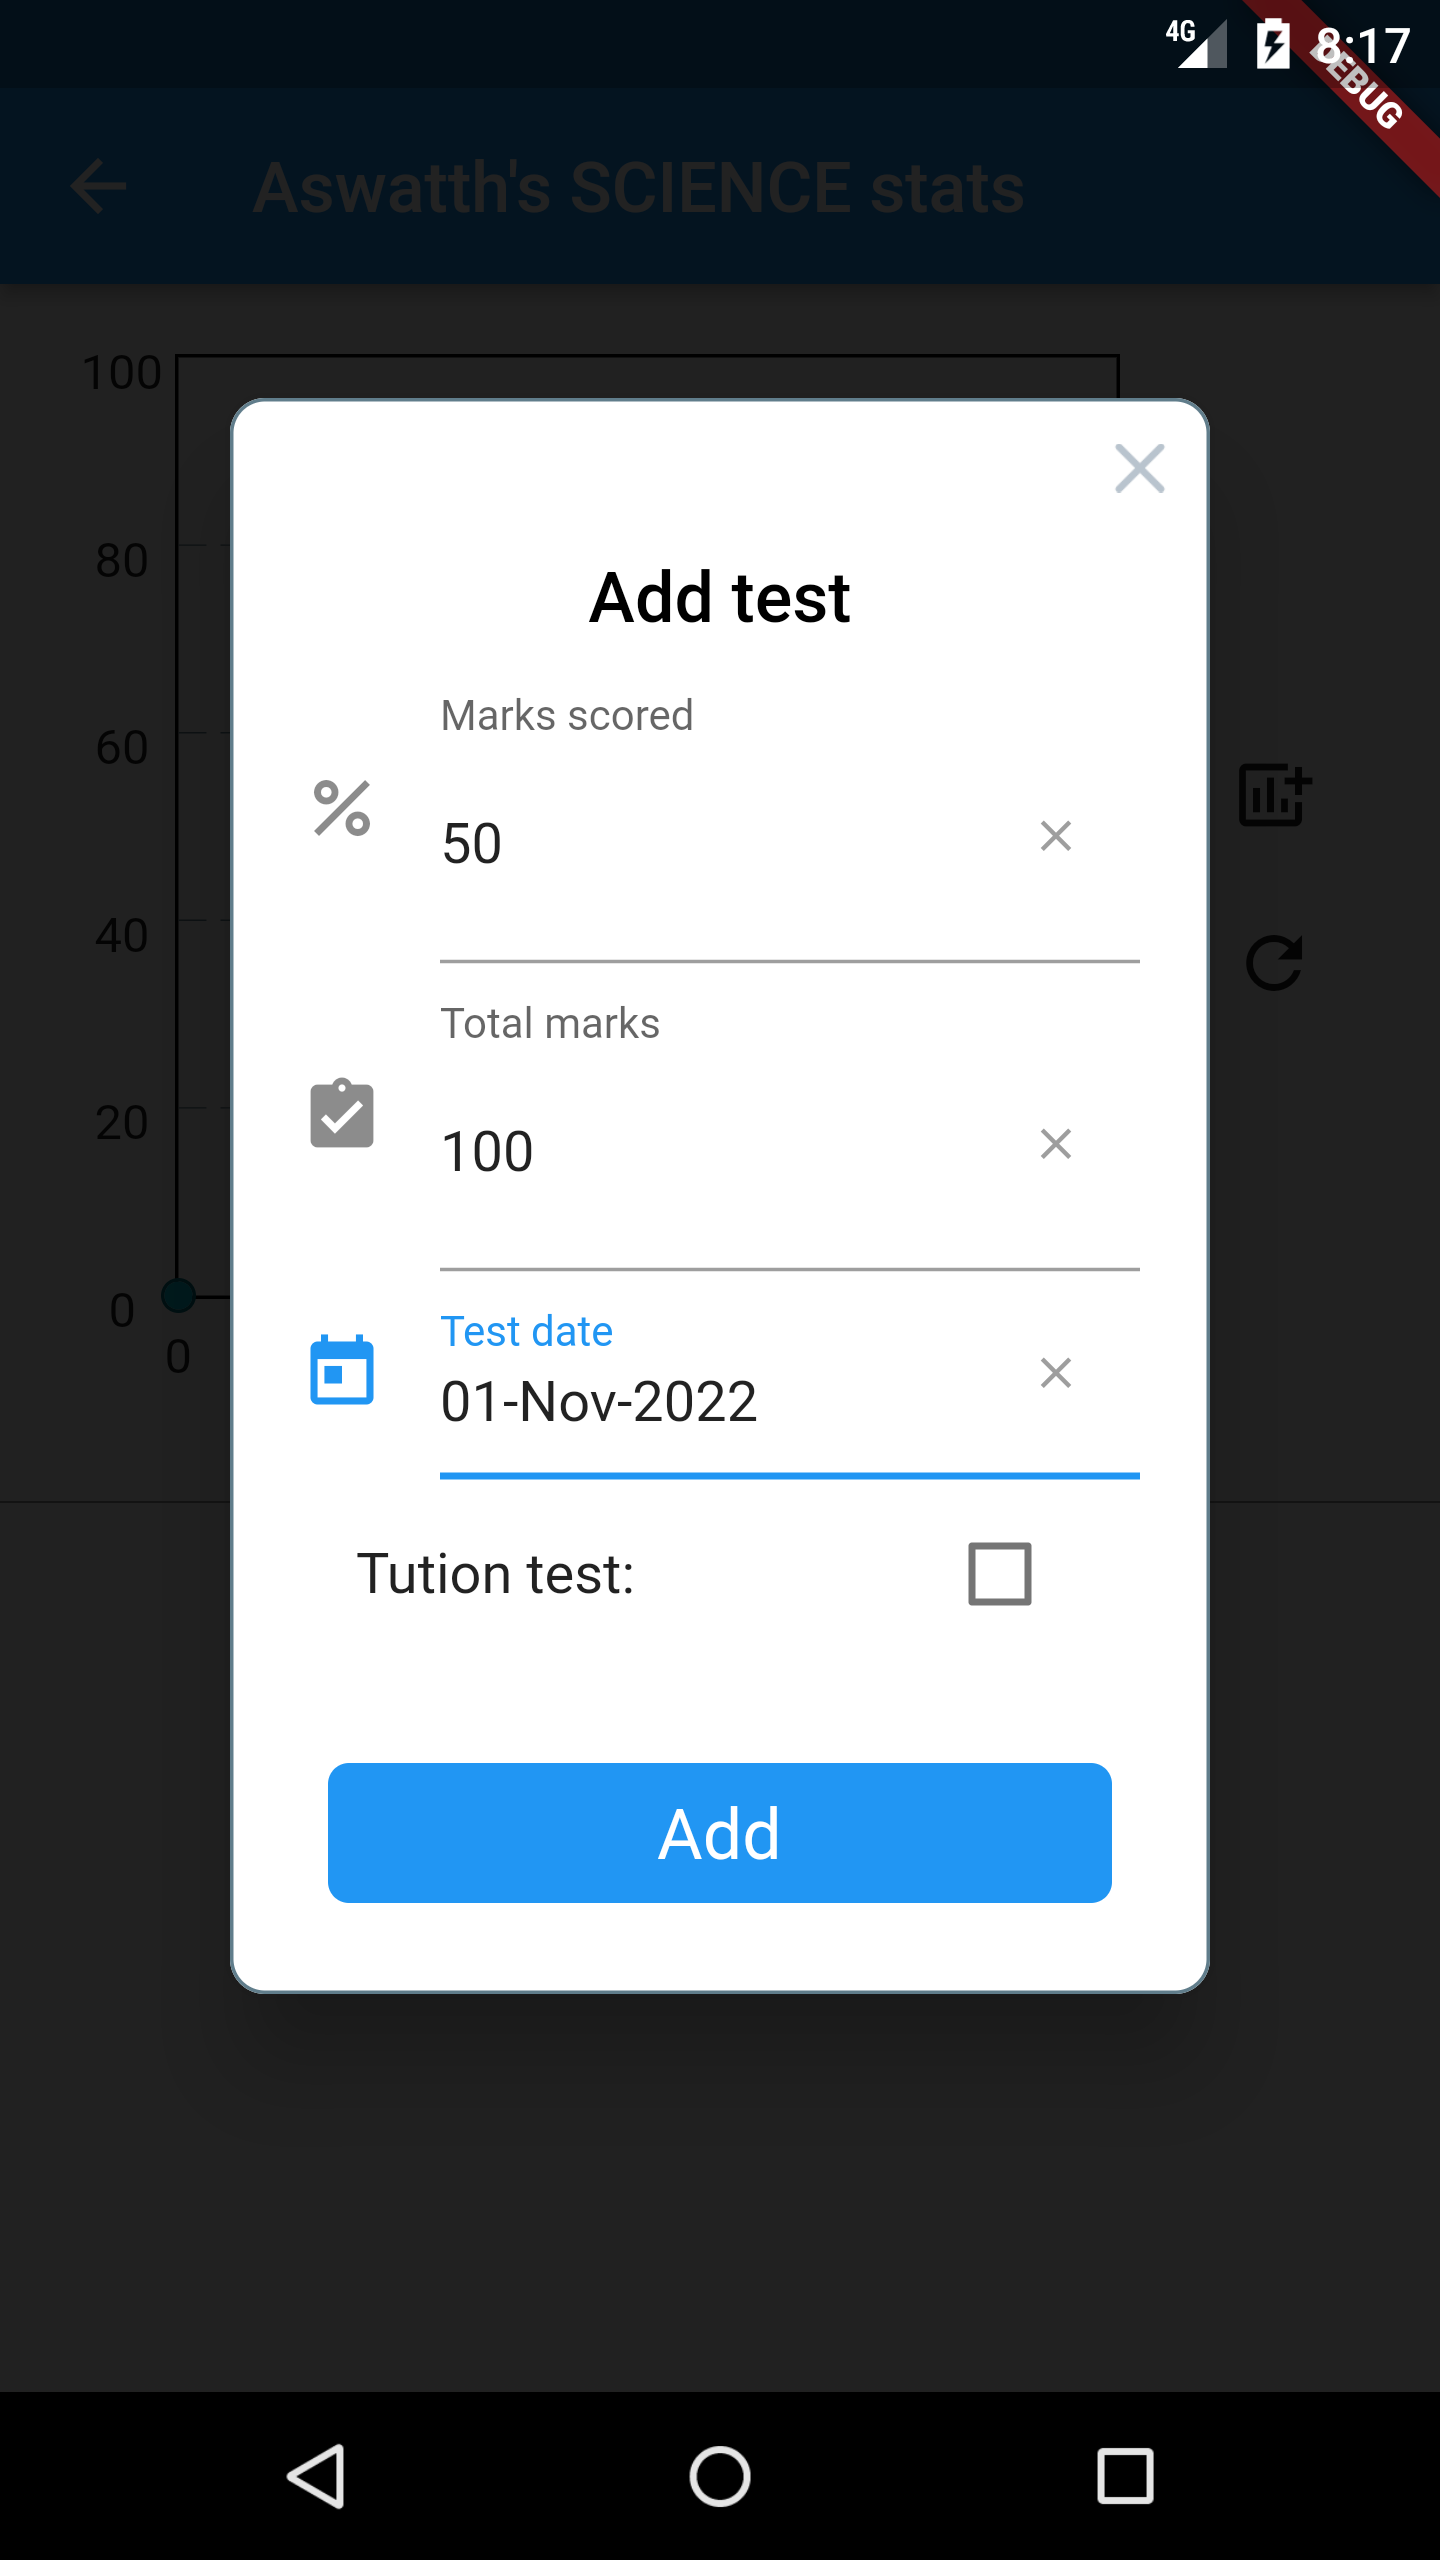 4G 8:17
DEBUG
Aswatth's SCIENCE stats
100
80
60
40
20
0
0
Add test
Marks scored
50
Total marks
100
Test date
01-Nov-2022
Tution test:
Add